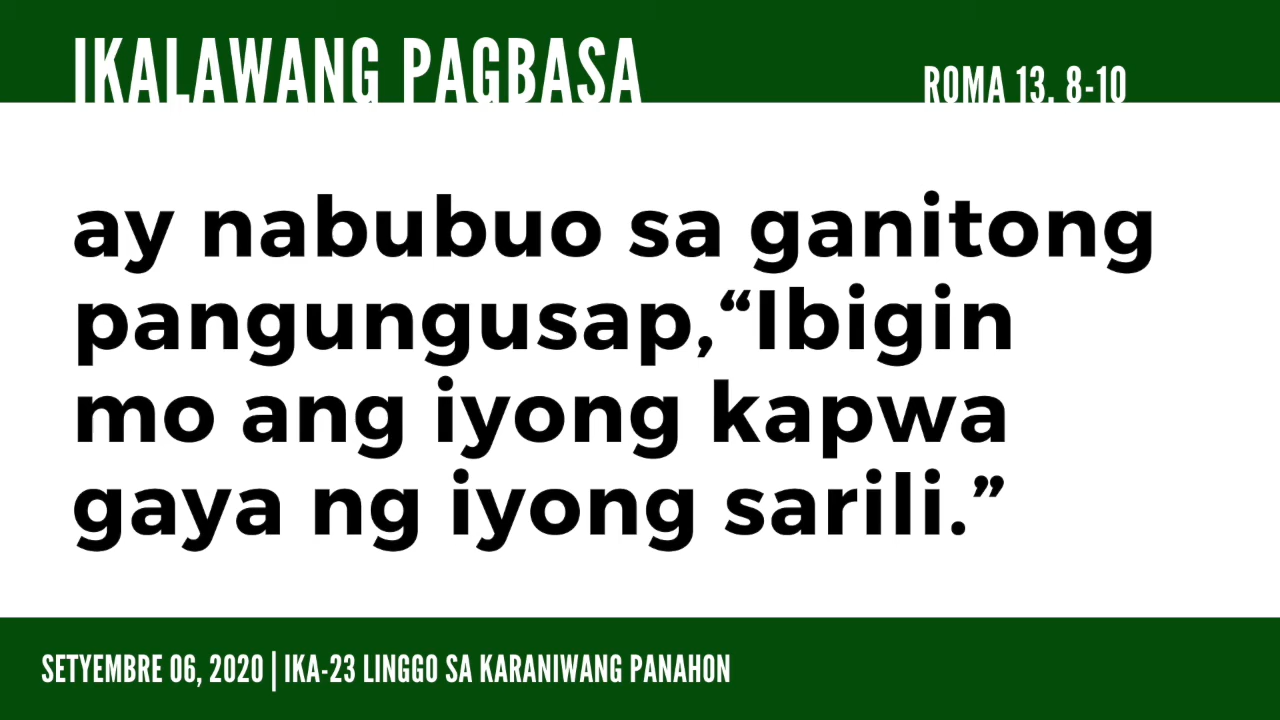 IKALAWANG PAGBASA
ROMA 13, 8-10
ay nabubuo sa ganitong
pangungusap,“Ibigin
mo ang iyong kapwa
gaya ng iyong sarili.”
SETYEMBRE 06, 2020 | IKA-23 LINGGO SA KARANIWANG PANAHON